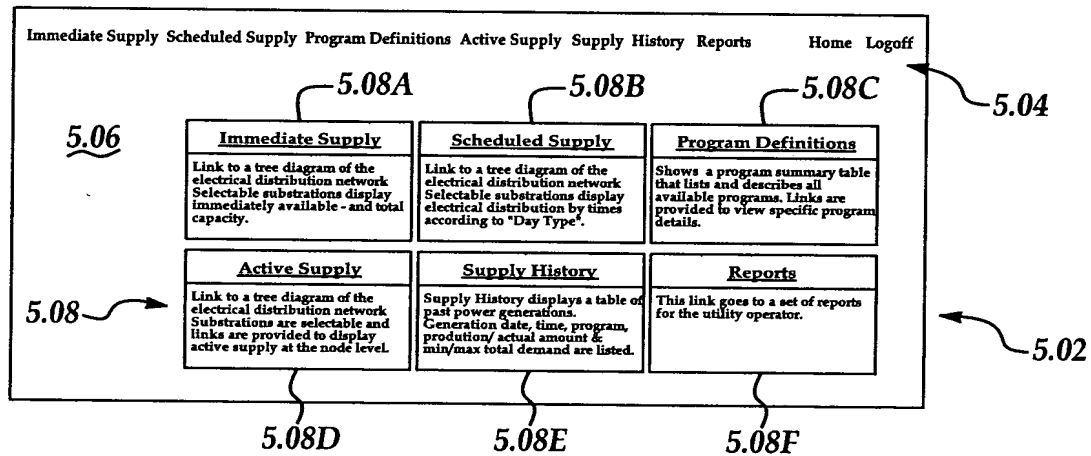 Immediate Supply Scheduled Supply Program Definitions Active Supply Supply History Reports Home Logoff
5.08A
5.08B
5.08C
5.04
5.06
Immediate Supply
Link to a tree diagram of the
electrical distribution network
Selectable substrations display
immediately available - and total
capacity.
Scheduled Supply
Link to a tree diagram of the
electrical distribution network
Selectable substrations display
electrical distribution by times
according to "Day Type".
Program Definitions
Shows a program summary table
that lists and describes all
available programs. Links are
provided to view specific program
details.
5.08
Active Supply
Link to a tree diagram of the
electrical distribution network
Substrations are selectable and
links are provided to display
active supply at the node level.
Supply History
Supply History displays a table of
past power generations.
Generation date, time, program,
prodution/ actual amount &
min/max total demand are listed.
Reports
This link goes to a set of reports
for the utility operator.
5.02
5.08D
5.08E
5.08F